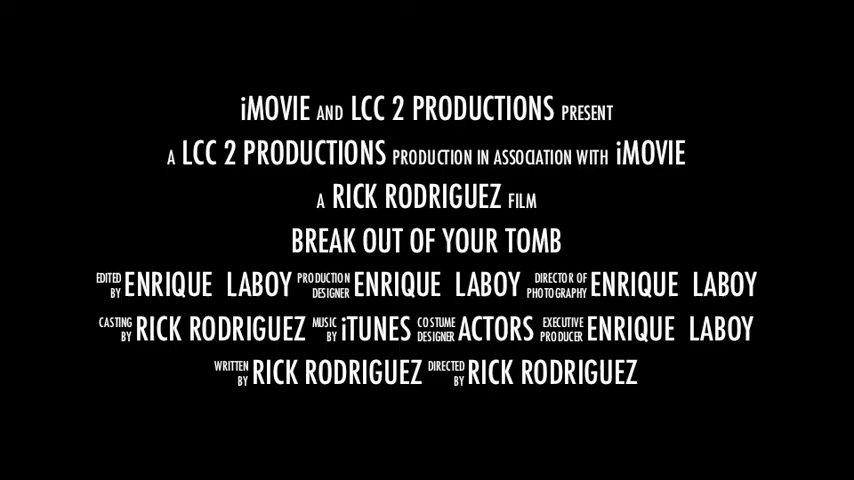 iMOVIE AND LCC 2 PRODUCTIONS PRESENT
A LCC 2 PRODUCTIONS PRODUCTION IN ASSOCIATION WITH iMOVIE
A RICK RODRIGUEZ FILM
BREAK OUT OF YOUR TOMB
EDITED BY ENRIQUE LABOY PRODUCTION DESIGNER ENRIQUE LABOY DIRECTOR OF PHOTOGRAPHY ENRIQUE LABOY
CASTING BY RICK RODRIGUEZ MUSIC BY iTUNES COSTUME DESIGNER ACTORS EXECUTIVE PRODUCER ENRIQUE LABOY
WRITTEN BY RICK RODRIGUEZ DIRECTED BY RICK RODRIGUEZ